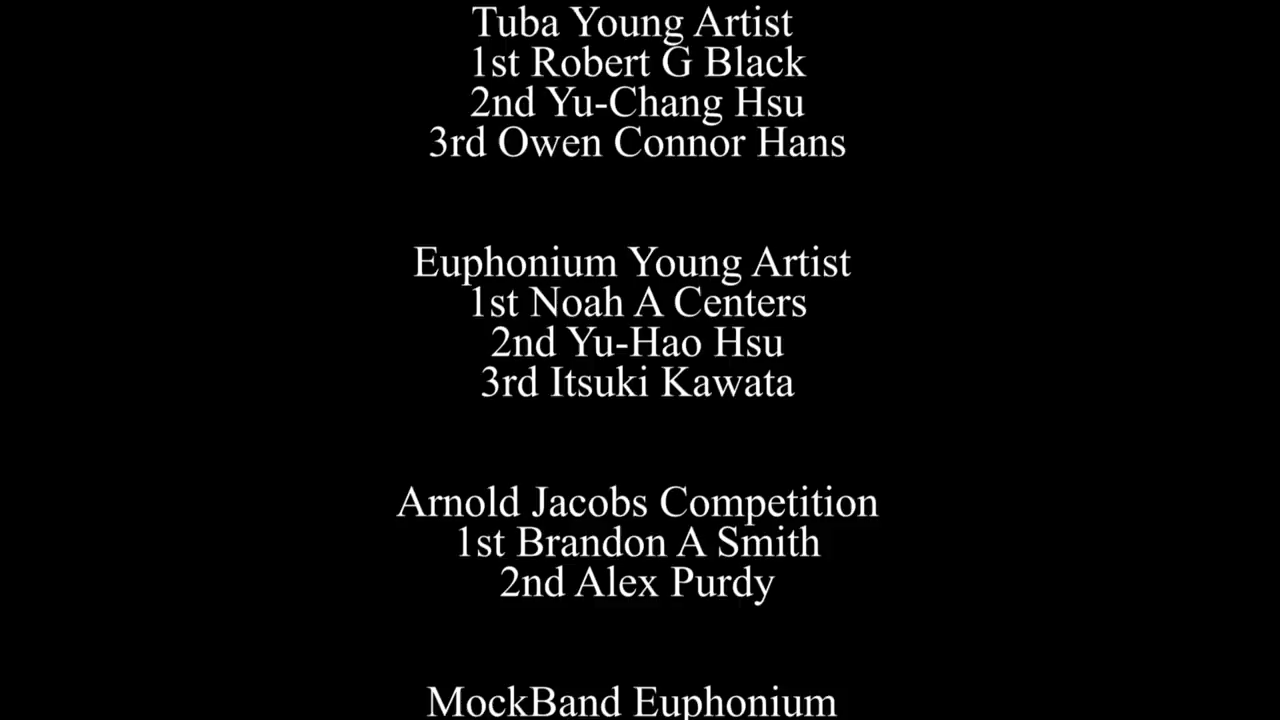 Tuba Young Artist
1st Robert G Black
2nd Yu-Chang Hsu
3rd Owen Connor Hans
Euphonium Young Artist
1st Noah A Centers
2nd Yu-Hao Hsu
3rd Itsuki Kawata
Arnold Jacobs Competition
1st Brandon A Smith
2nd Alex Purdy
MockBand Euphonium